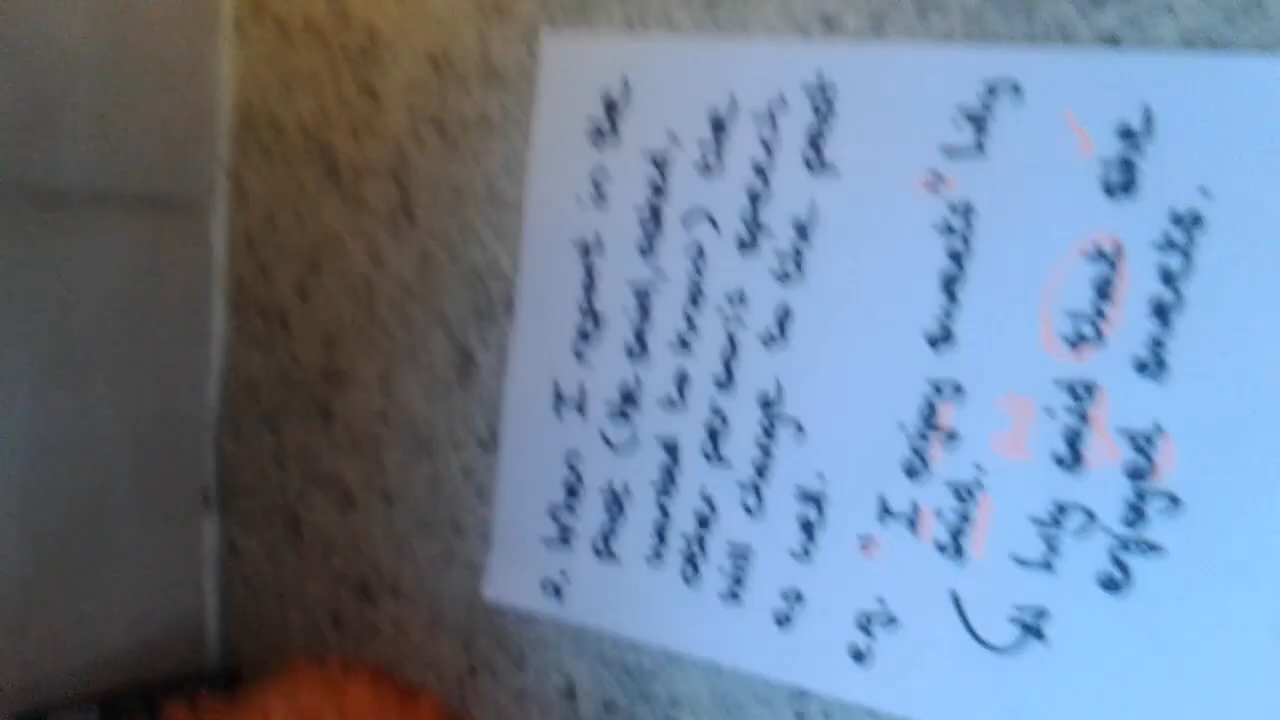 2. When I report in the
past (he said, asked,
wanted to know) the
other person's speech
will change to the past
as well.
eg. "I enjoy sweets" lily
said.
↳ lily said that she
enjoyed sweets.